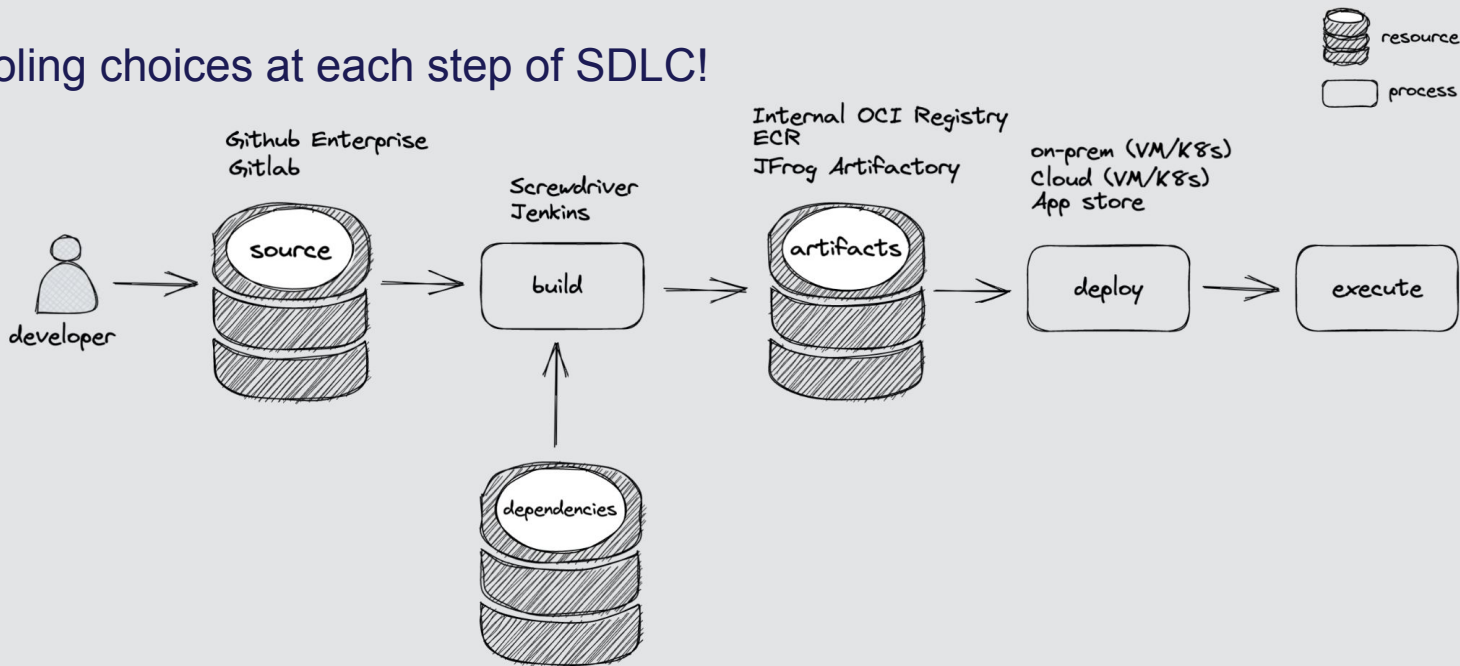 oling choices at each step of SDLC!
resource
process
Github Enterprise
Gitlab
Screwdriver
Jenkins
Internal OCI Registry
ECR
JFrog Artifactory
on-prem (VM/K8s)
Cloud (VM/K8s)
App store
developer
source
build
artifacts
deploy
execute
dependencies